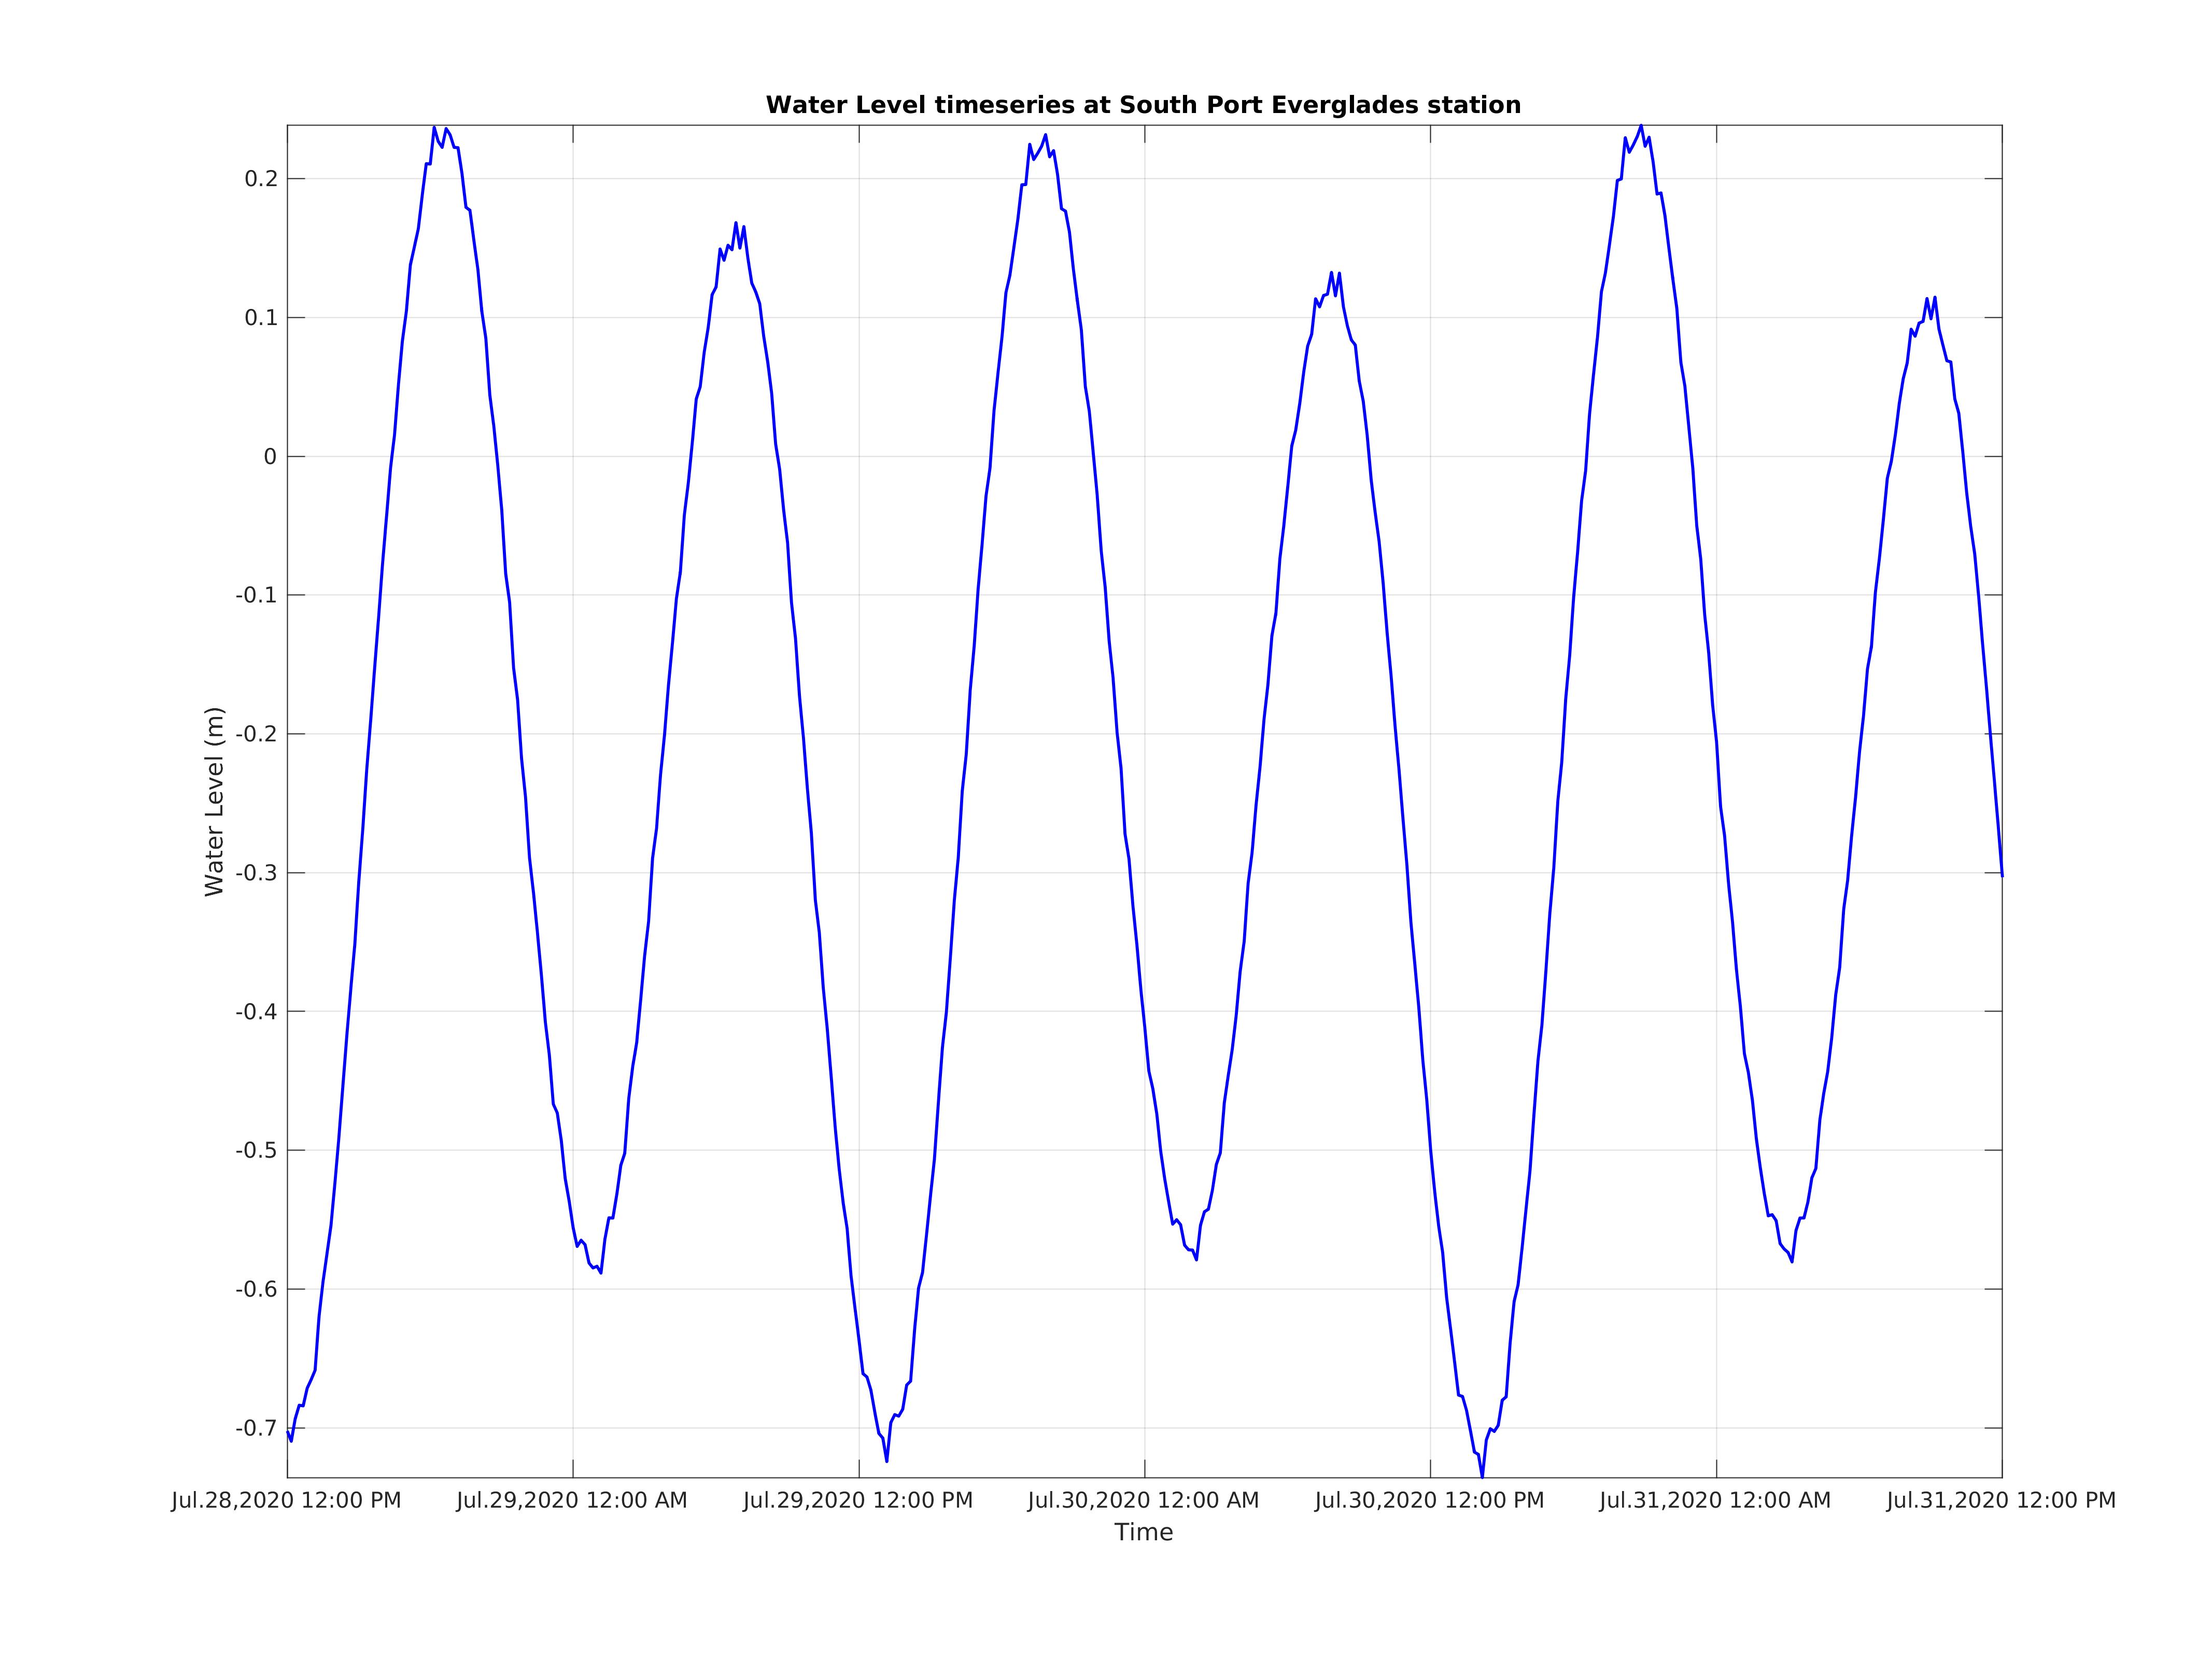 Water Level timeseries at South Port Everglades station
0.2
0.1
0
-0.1
-0.2
-0.3
-0.4
-0.5
-0.6
-0.7
Water Level (m)
Jul.28,2020 12:00 PM
Jul.29,2020 12:00 AM
Jul.29,2020 12:00 PM
Jul.30,2020 12:00 AM
Jul.30,2020 12:00 PM
Jul.31,2020 12:00 AM
Jul.31,2020 12:00 PM
Time